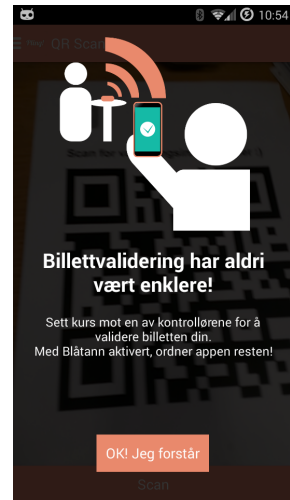 10:54
QR Scan
Billettvalidering har aldri
vært enklere!
Sett kurs mot en av kontrollørene for å
validere billetten din.
Med Blåtann aktivert, ordner appen resten!
OK! Jeg forstår
Scan